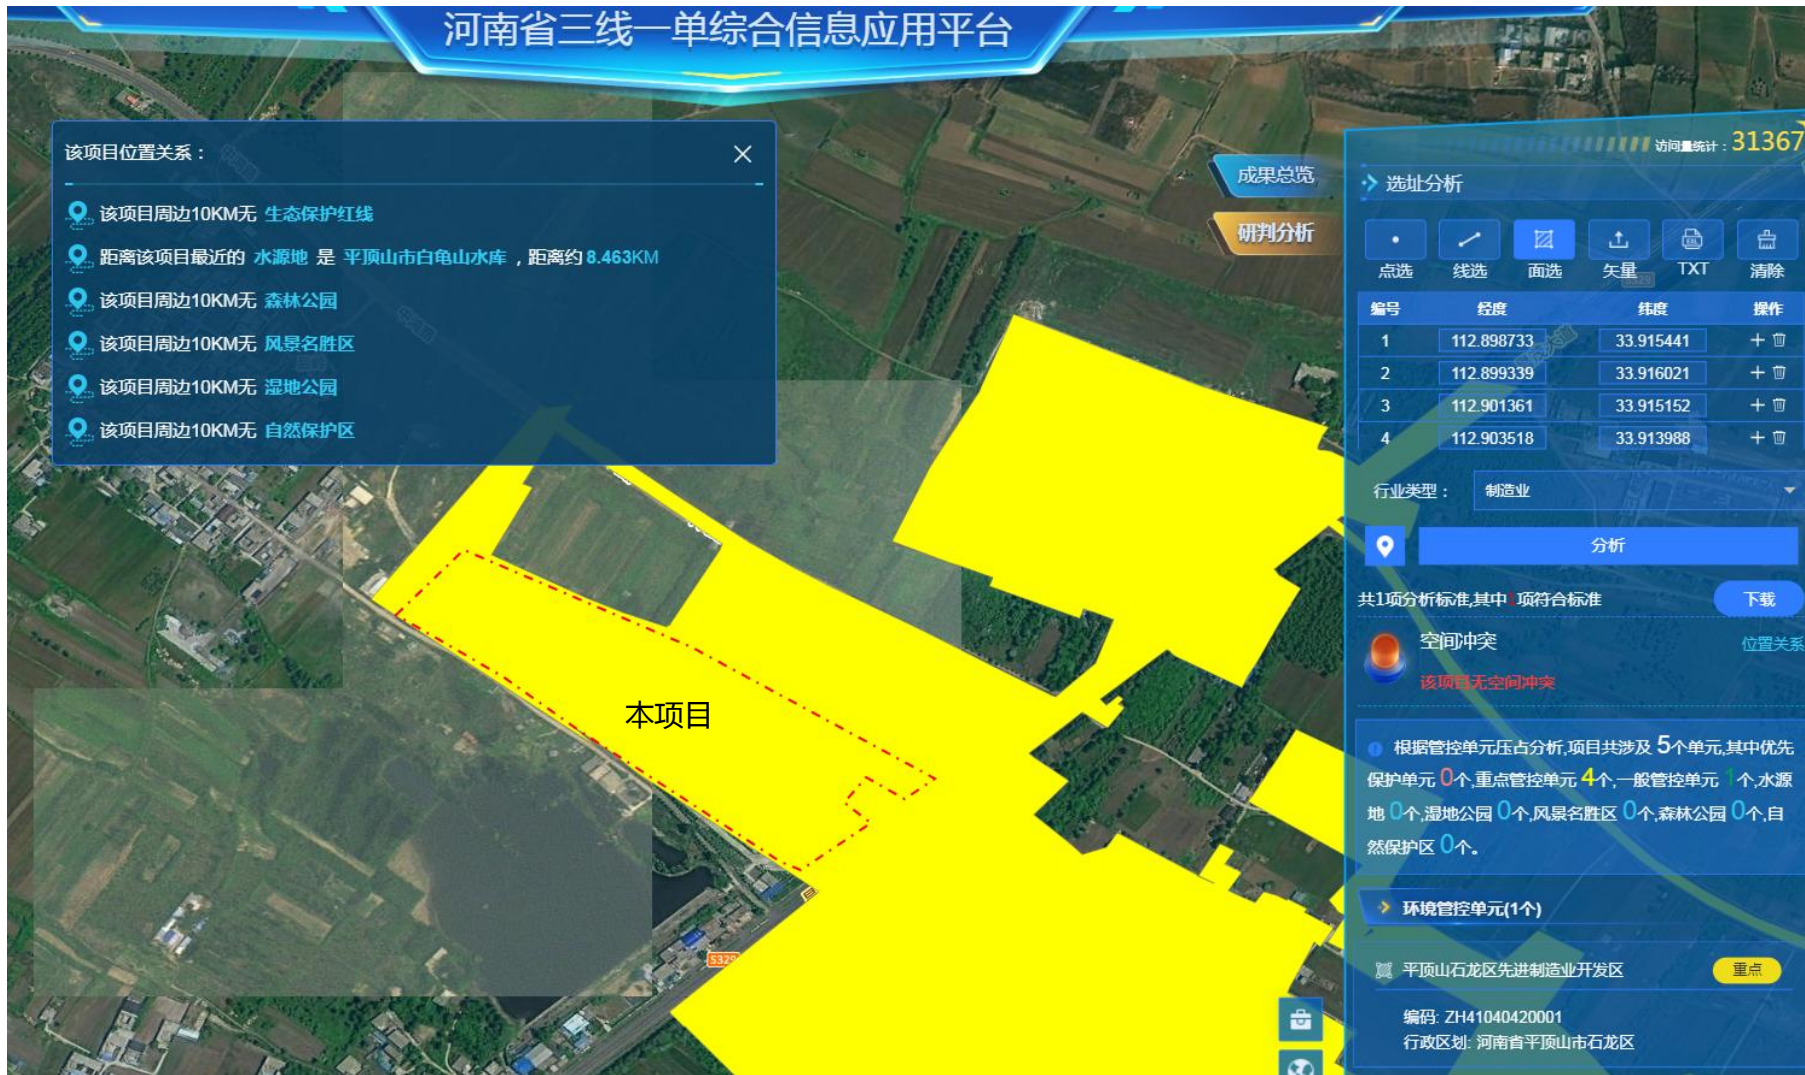 河南省三线一单综合信息应用平台
该项目位置关系：
该项目周边10KM无 生态保护红线
距离该项目最近的 水源地 是 平顶山市白龟山水库 ，距离约8.463KM
该项目周边10KM无 森林公园
该项目周边10KM无 风景名胜区
该项目周边10KM无 湿地公园
该项目周边10KM无 自然保护区
成果总览
研判分析
本项目
S329
访问量统计：31367
选址分析
点选 线选 面选 矢量 TXT 清除
编号 经度 纬度 操作
1 112.898733 33.915441
2 112.899339 33.916021
3 112.901361 33.915152
4 112.903518 33.913988
行业类型： 制造业
分析
共1项分析标准,其中1项符合标准 下载
空间冲突 位置关系
该项目无空间冲突
根据管控单元压占分析,项目共涉及 5个单元,其中优先
保护单元 0个,重点管控单元 4个,一般管控单元 1个,水源
地 0个,湿地公园 0个,风景名胜区 0个,森林公园 0个,自
然保护区 0个。
环境管控单元(1个)
平顶山石龙区先进制造业开发区 重点
编码: ZH41040420001
行政区划: 河南省平顶山市石龙区